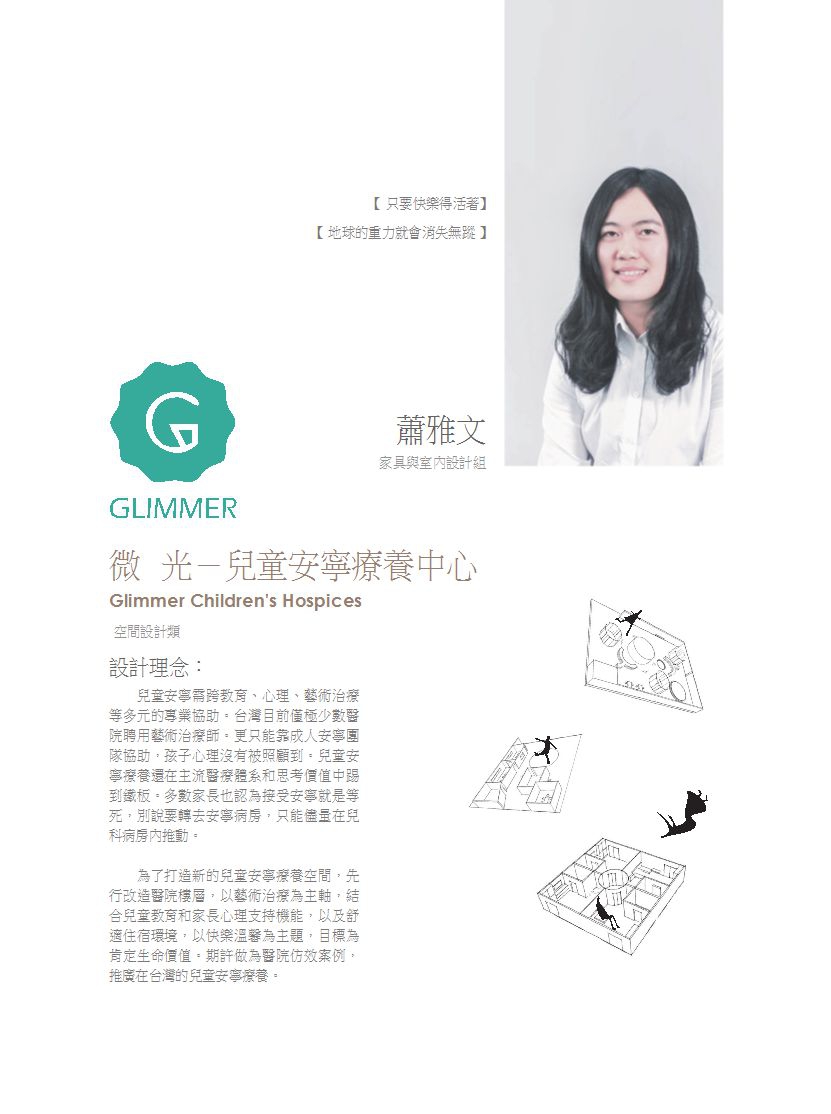 【 只要快樂得活著】
【 地球的重力就會消失無蹤 】
G
GLIMMER
蕭雅文
家具與室內設計組
微 光－兒童安寧療養中心
Glimmer Children's Hospices
空間設計類
設計理念：
兒童安寧需跨教育、心理、藝術治療
等多元的專業協助。台灣目前僅極少數醫
院聘用藝術治療師。更只能靠成人安寧團
隊協助，孩子心理沒有被照顧到。兒童安
寧療養還在主流醫療體系和思考價值中踢
到鐵板。多數家長也認為接受安寧就是等
死，別說要轉去安寧病房，只能儘量在兒
科病房內推動。
為了打造新的兒童安寧療養空間，先
行改造醫院樓層，以藝術治療為主軸，結
合兒童教育和家長心理支持機能，以及舒
適住宿環境，以快樂溫馨為主題，目標為
肯定生命價值。期許做為醫院仿效案例，
推廣在台灣的兒童安寧療養。